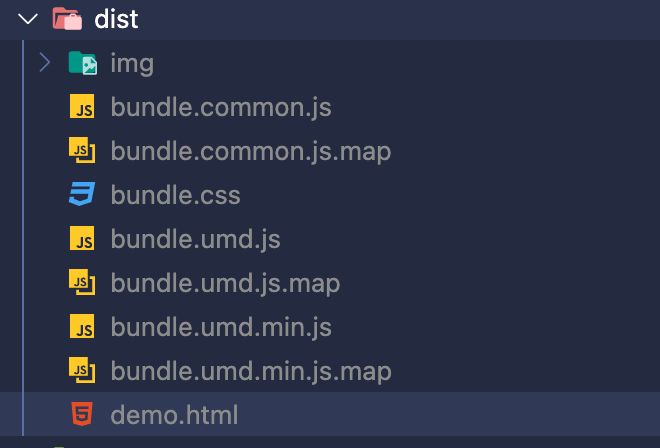 dist
img
JS bundle.common.js
JS bundle.common.js.map
bundle.css
JS bundle.umd.js
JS bundle.umd.js.map
JS bundle.umd.min.js
JS bundle.umd.min.js.map
demo.html